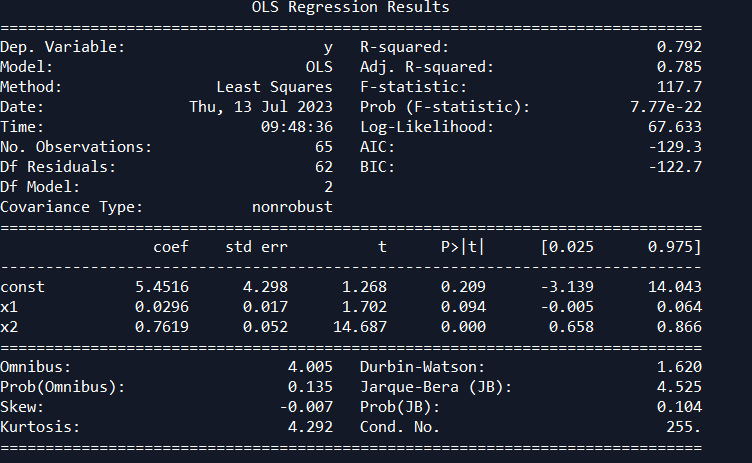 OLS Regression Results
==============================================================================
Dep. Variable: y R-squared: 0.792
Model: OLS Adj. R-squared: 0.785
Method: Least Squares F-statistic: 117.7
Date: Thu, 13 Jul 2023 Prob (F-statistic): 7.77e-22
Time: 09:48:36 Log-Likelihood: 67.633
No. Observations: 65 AIC: -129.3
Df Residuals: 62 BIC: -122.7
Df Model: 2
Covariance Type: nonrobust
==============================================================================
coef std err t P>|t| [0.025 0.975]
------------------------------------------------------------------------------
const 5.4516 4.298 1.268 0.209 -3.139 14.043
x1 0.0296 0.017 1.702 0.094 -0.005 0.064
x2 0.7619 0.052 14.687 0.000 0.658 0.866
==============================================================================
Omnibus: 4.005 Durbin-Watson: 1.620
Prob(Omnibus): 0.135 Jarque-Bera (JB): 4.525
Skew: -0.007 Prob(JB): 0.104
Kurtosis: 4.292 Cond. No. 255.
==============================================================================